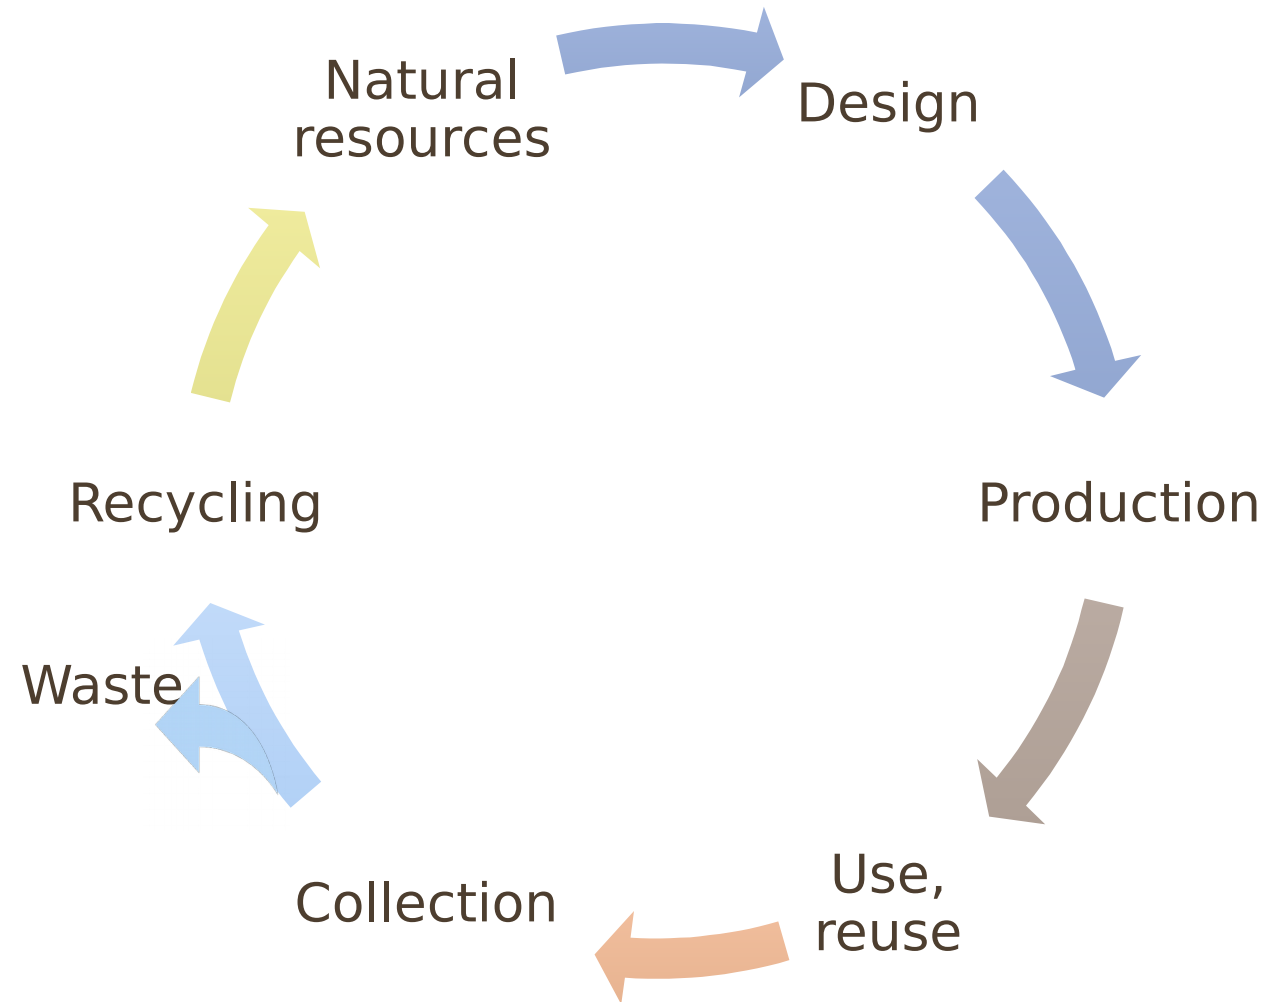 Natural
resources
Design
Production
Use,
reuse
Collection
Waste
Recycling